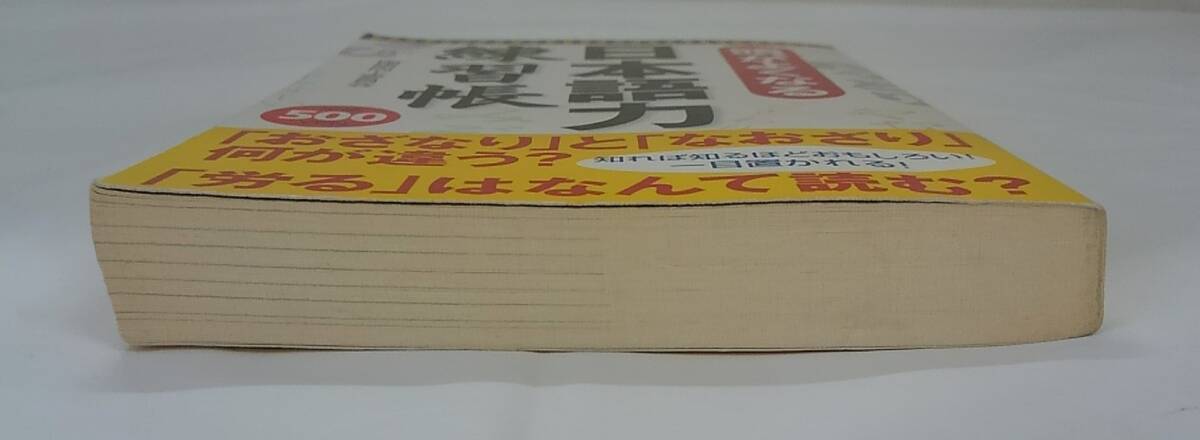 日本語力
練習帳
500
「おざなり」と「なおざり」
何が違う?
知れば知るほどおもしろい!
一目置かれる!
「労る」はなんて読む?